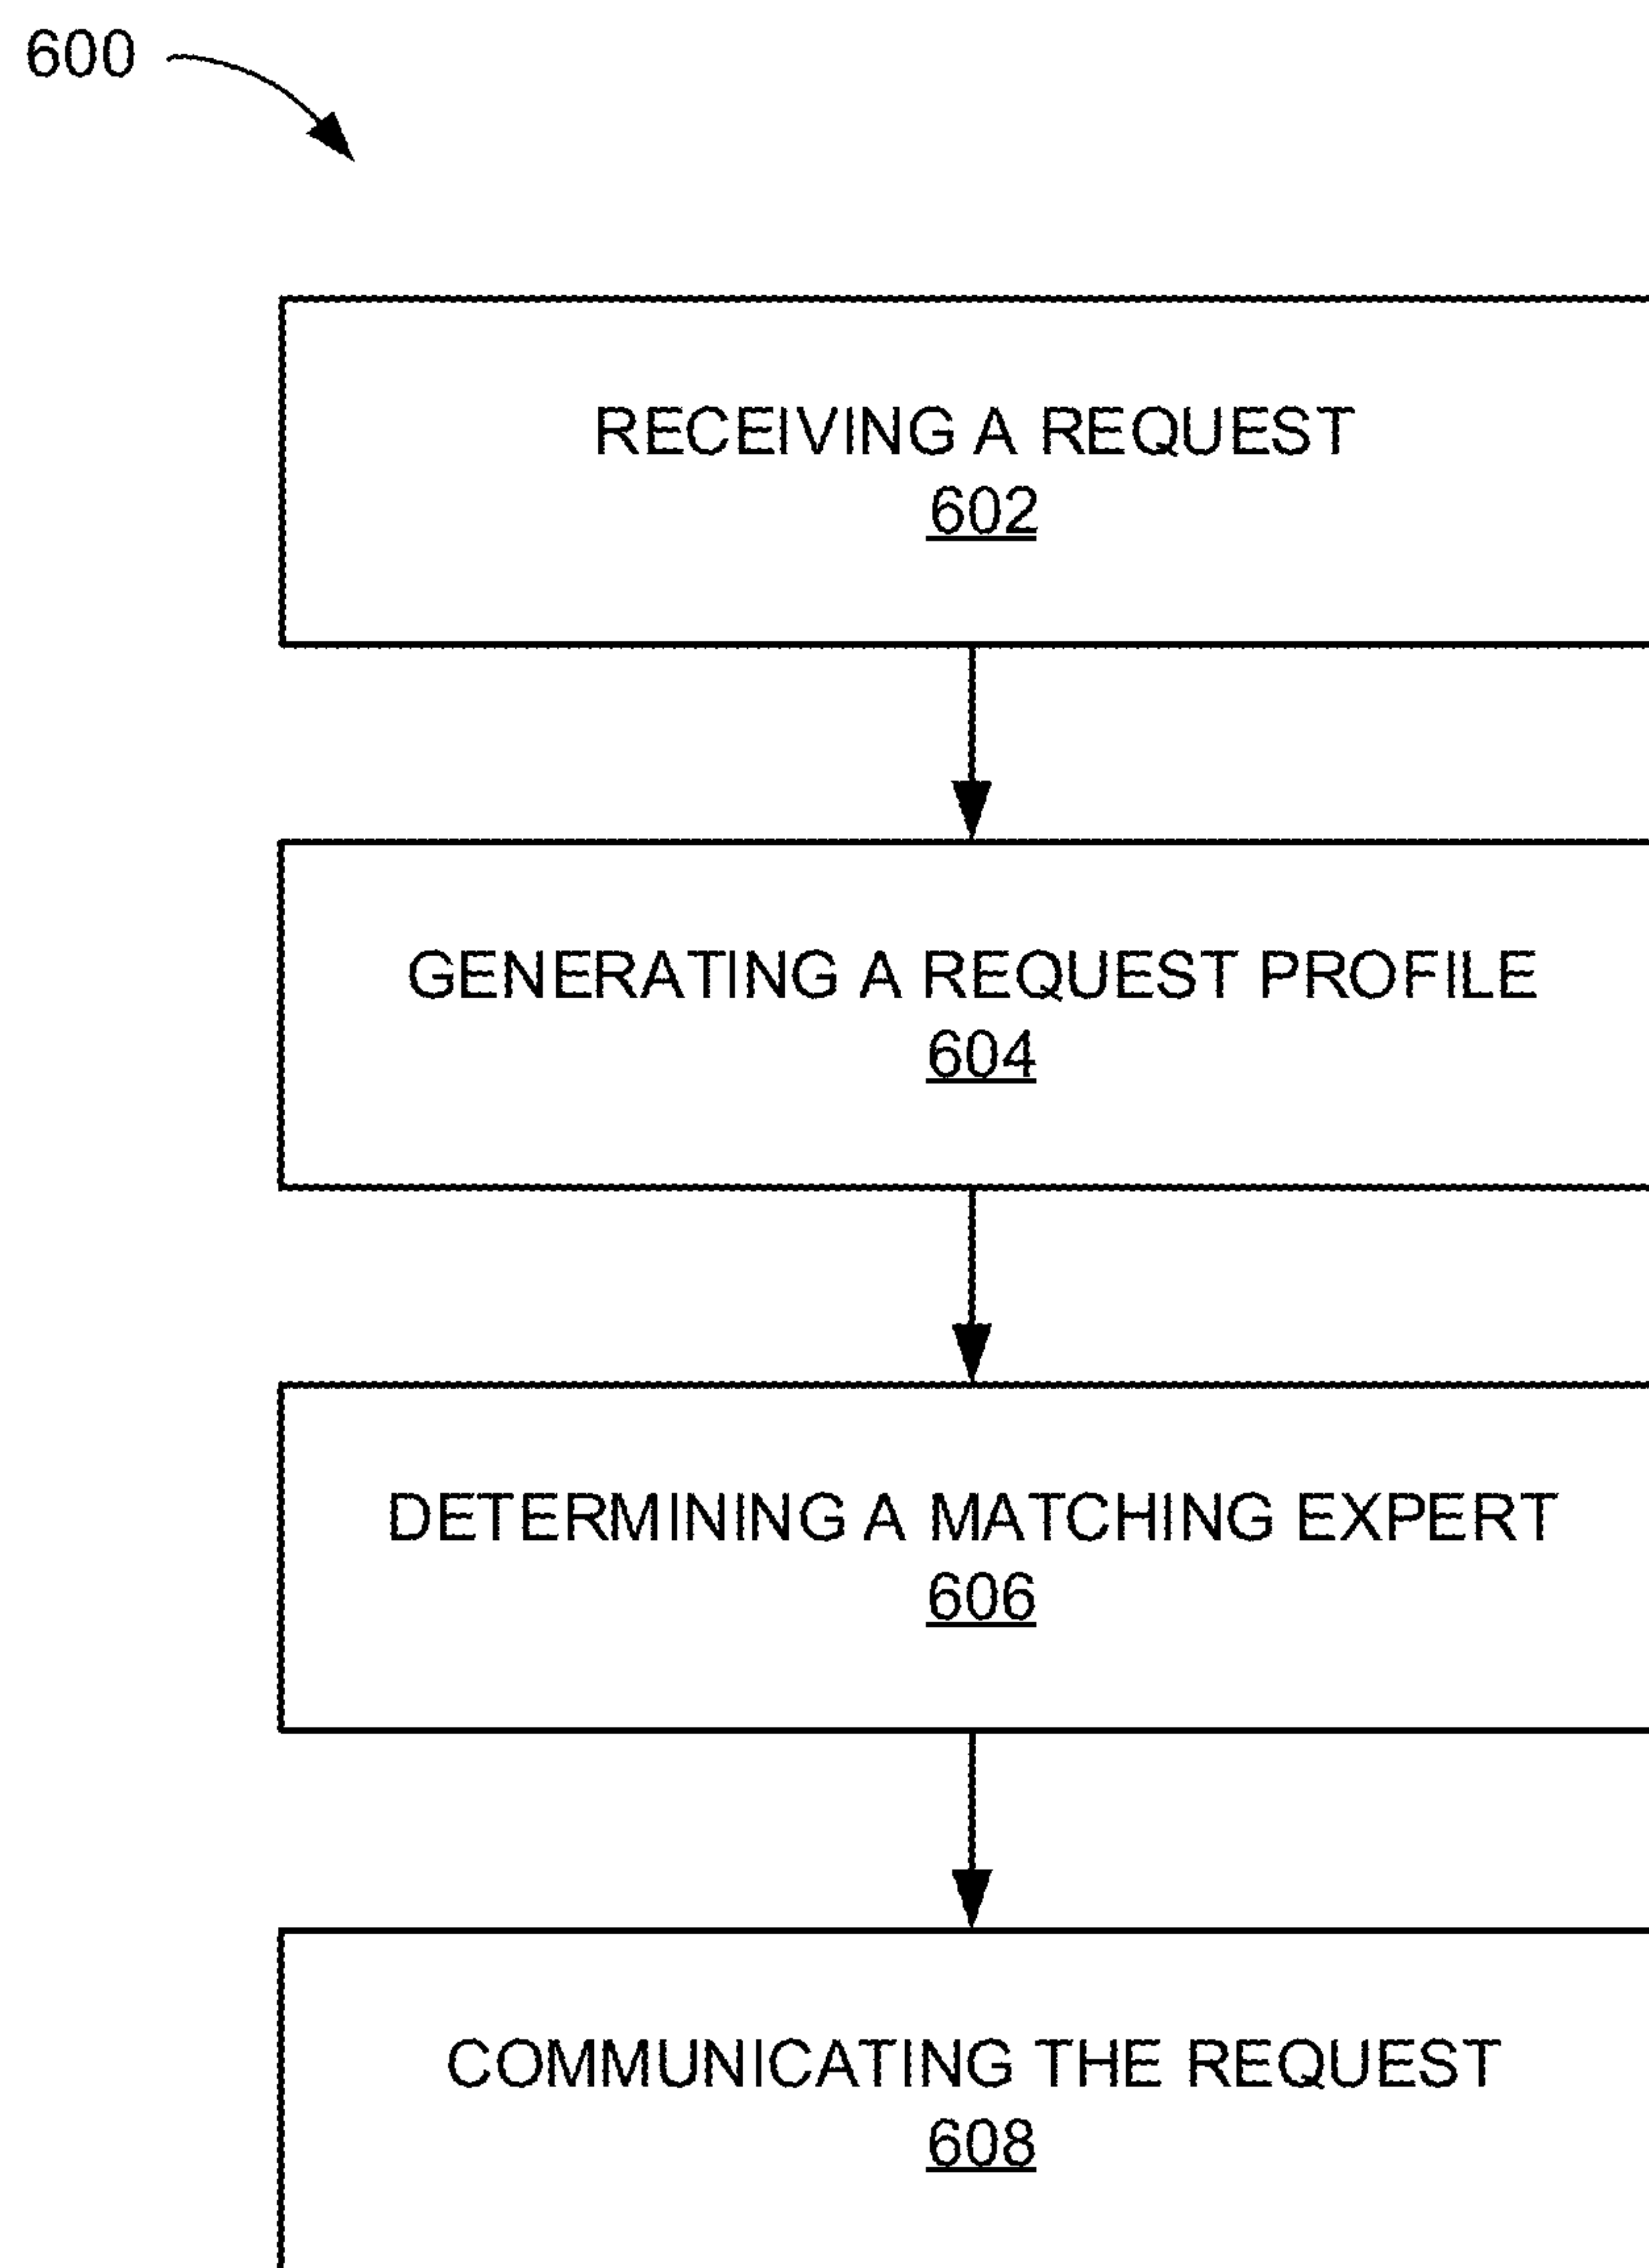 600
RECEIVING A REQUEST
602
GENERATING A REQUEST PROFILE
604
DETERMINING A MATCHING EXPERT
606
COMMUNICATING THE REQUEST
608